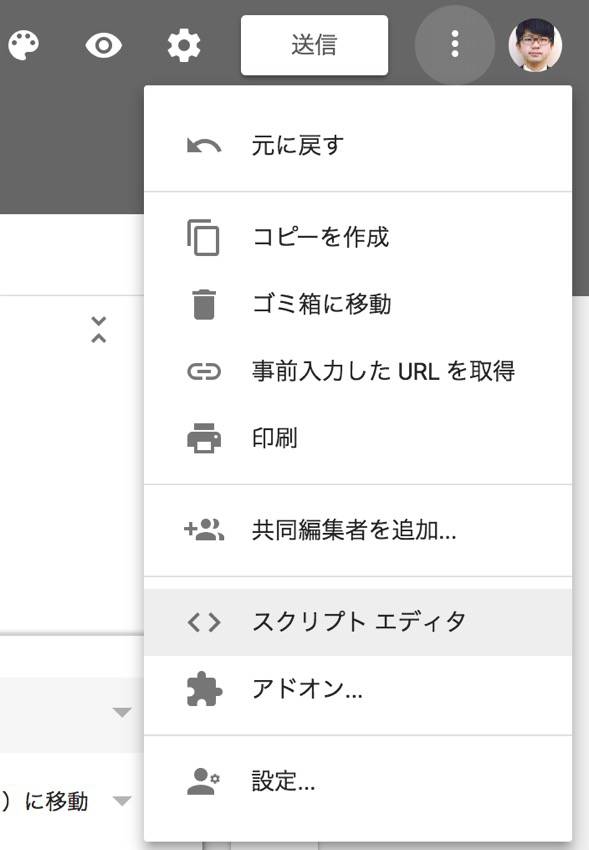 送信
元に戻す
コピーを作成
ゴミ箱に移動
事前入力した URL を取得
印刷
共同編集者を追加...
スクリプト エディタ
アドオン...
設定...
）に移動